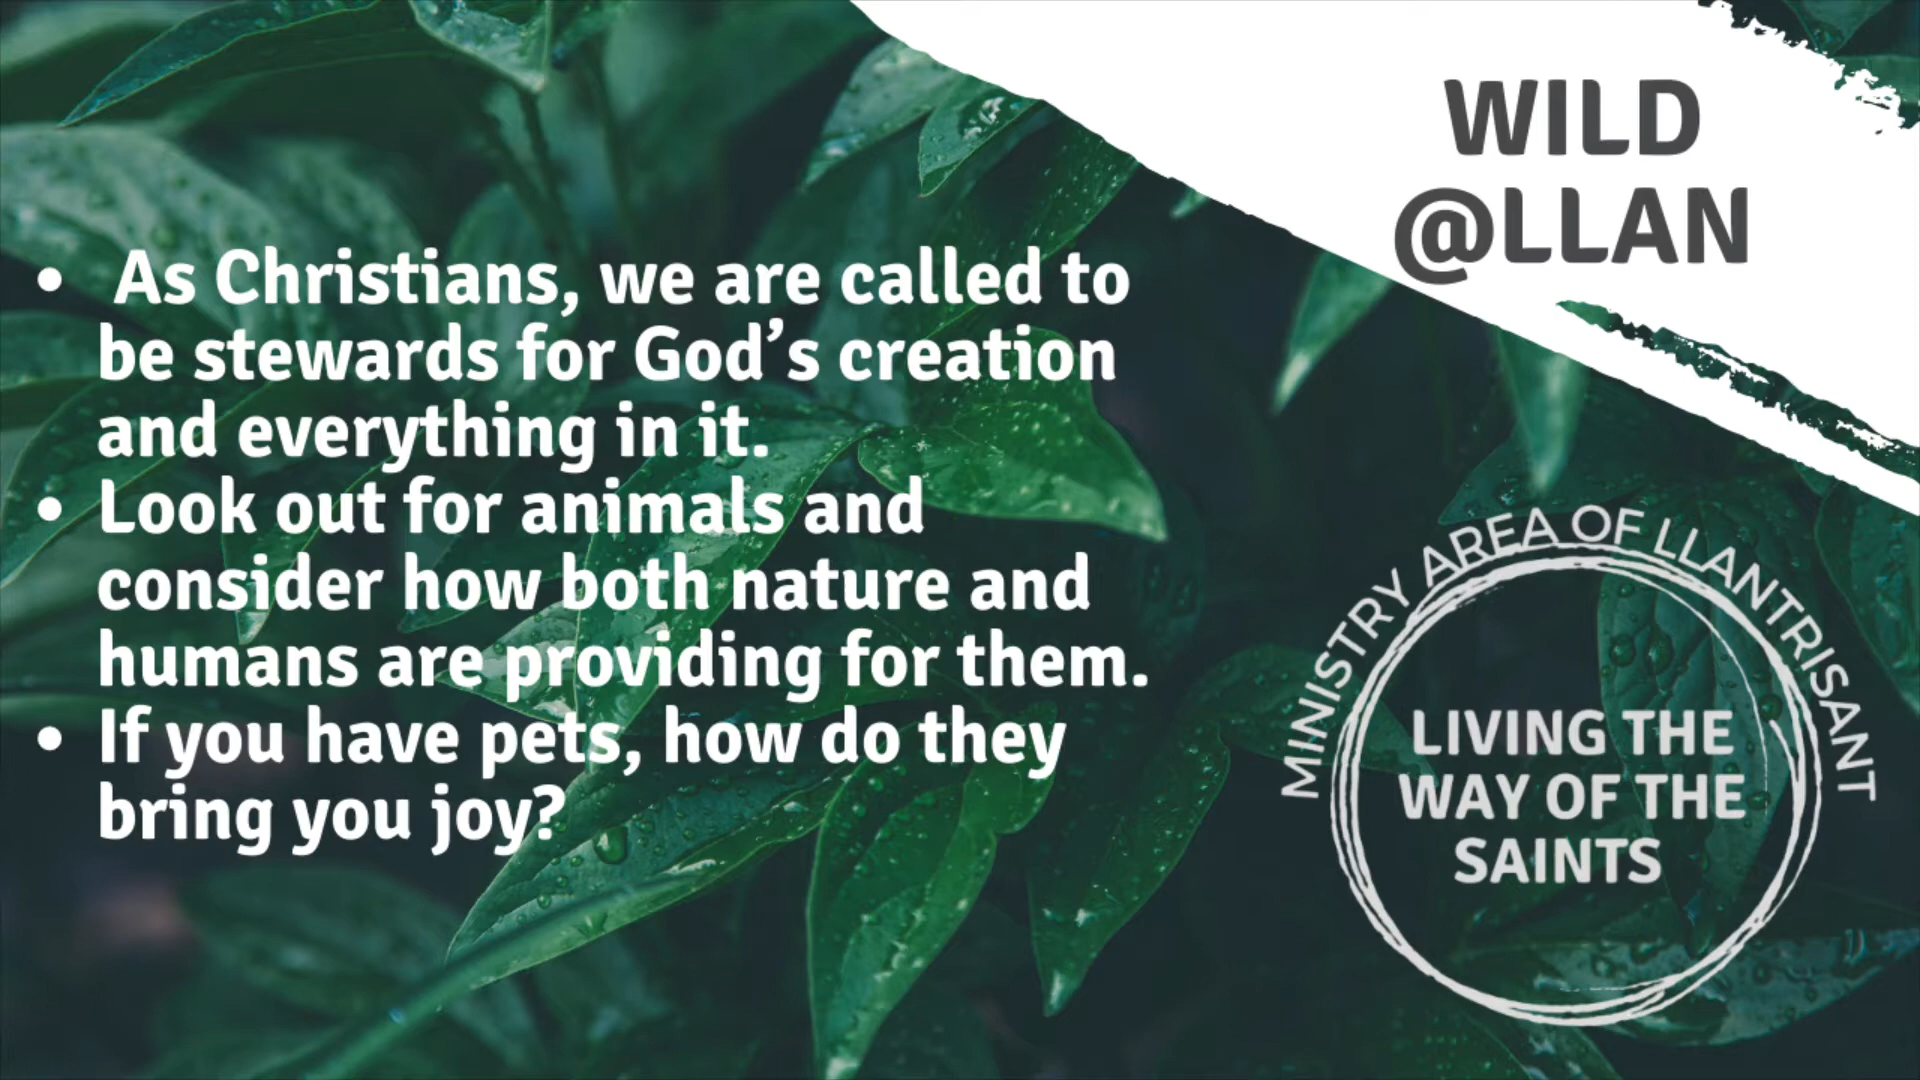 WILD
@LLAN
• As Christians, we are called to
be stewards for God’s creation
and everything in it.
• Look out for animals and
consider how both nature and
humans are providing for them.
• If you have pets, how do they
bring you joy?
MINISTRY AREA OF LLANTRISANT
LIVING THE
WAY OF THE
SAINTS